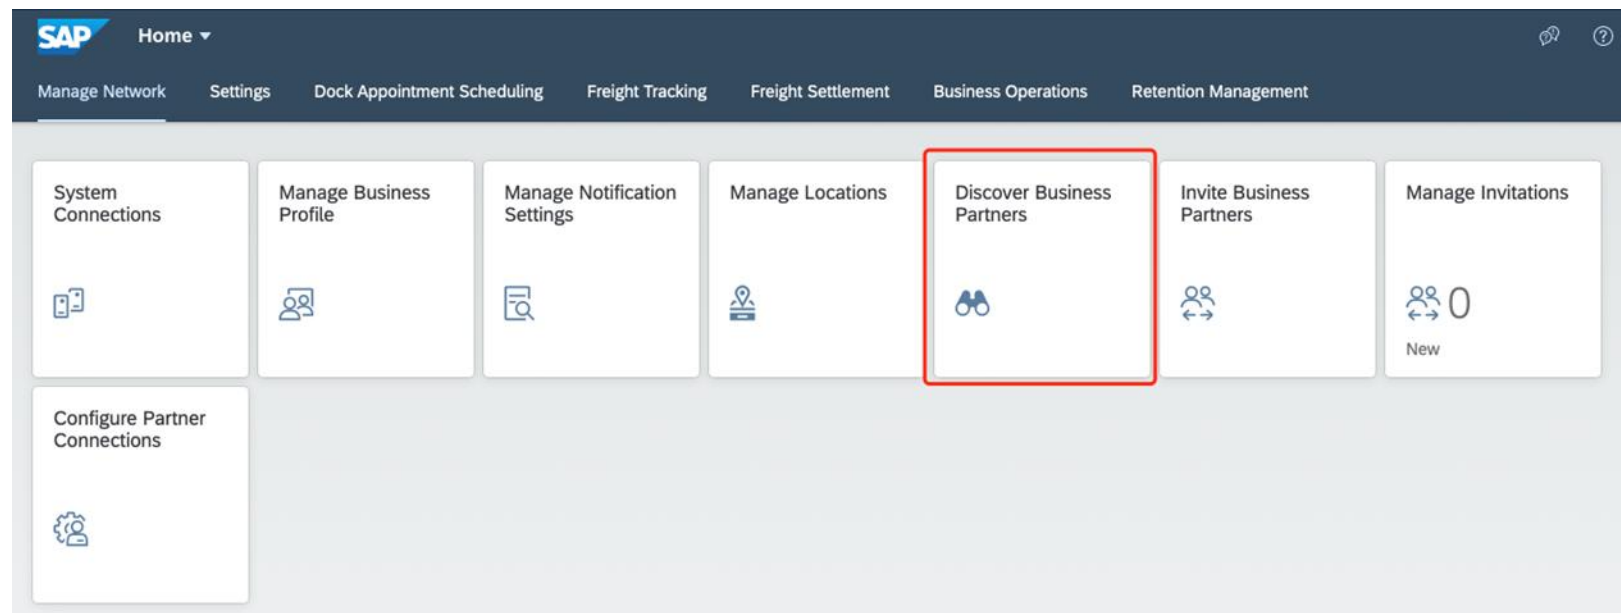 SAP Home
Manage Network Settings Dock Appointment Scheduling Freight Tracking Freight Settlement Business Operations Retention Management
System
Connections
Manage Business
Profile
Manage Notification
Settings
Manage Locations
Discover Business
Partners
Invite Business
Partners
Manage Invitations
0
New
Configure Partner
Connections